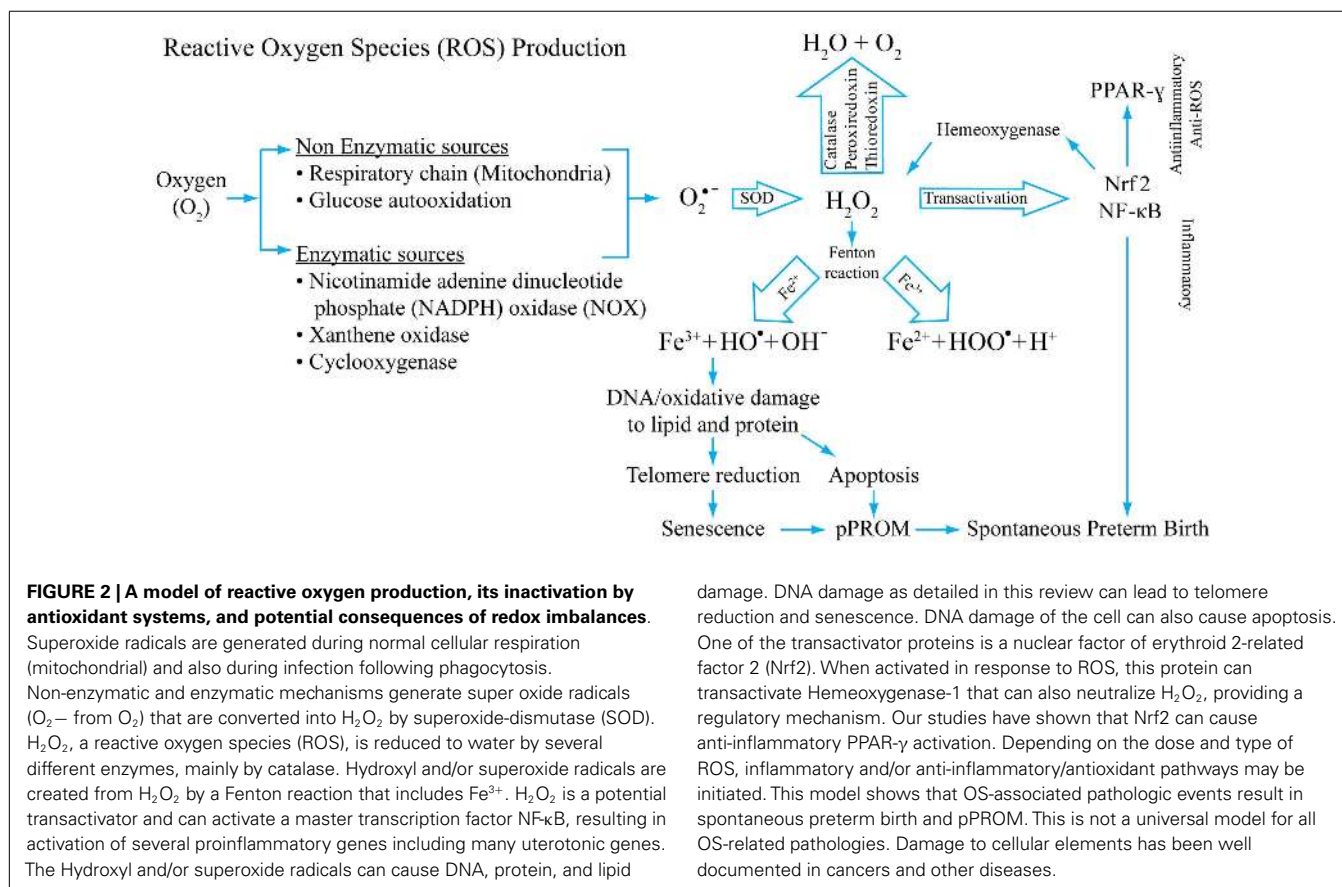 Reactive Oxygen Species (ROS) Production
H₂O + O₂
Catalase
Peroxiredoxin
Thioredoxin
PPAR-γ
Antiinflammatory
Anti-ROS
Hemeoxygenase
Non Enzymatic sources
• Respiratory chain (Mitochondria)
• Glucose autooxidation
Oxygen
(O₂)
O₂•−
SOD
H₂O₂
Transactivation
Nrf2
NF-κB
Inflammatory
Enzymatic sources
• Nicotinamide adenine dinucleotide
phosphate (NADPH) oxidase (NOX)
• Xanthene oxidase
• Cyclooxygenase
Fenton
reaction
Fe²⁺
Fe³⁺
Fe³⁺+HO•+OH⁻
Fe²⁺+HOO•+H⁺
DNA/oxidative damage
to lipid and protein
Telomere reduction
Apoptosis
Senescence
pPROM
Spontaneous Preterm Birth
FIGURE 2 | A model of reactive oxygen production, its inactivation by
antioxidant systems, and potential consequences of redox imbalances.
Superoxide radicals are generated during normal cellular respiration
(mitochondrial) and also during infection following phagocytosis.
Non-enzymatic and enzymatic mechanisms generate super oxide radicals
(O₂− from O₂) that are converted into H₂O₂ by superoxide-dismutase (SOD).
H₂O₂, a reactive oxygen species (ROS), is reduced to water by several
different enzymes, mainly by catalase. Hydroxyl and/or superoxide radicals are
created from H₂O₂ by a Fenton reaction that includes Fe³⁺. H₂O₂ is a potential
transactivator and can activate a master transcription factor NF-κB, resulting in
activation of several proinflammatory genes including many uterotonic genes.
The Hydroxyl and/or superoxide radicals can cause DNA, protein, and lipid
damage. DNA damage as detailed in this review can lead to telomere
reduction and senescence. DNA damage of the cell can also cause apoptosis.
One of the transactivator proteins is a nuclear factor of erythroid 2-related
factor 2 (Nrf2). When activated in response to ROS, this protein can
transactivate Hemeoxygenase-1 that can also neutralize H₂O₂, providing a
regulatory mechanism. Our studies have shown that Nrf2 can cause
anti-inflammatory PPAR-γ activation. Depending on the dose and type of
ROS, inflammatory and/or anti-inflammatory/antioxidant pathways may be
initiated. This model shows that OS-associated pathologic events result in
spontaneous preterm birth and pPROM. This is not a universal model for all
OS-related pathologies. Damage to cellular elements has been well
documented in cancers and other diseases.